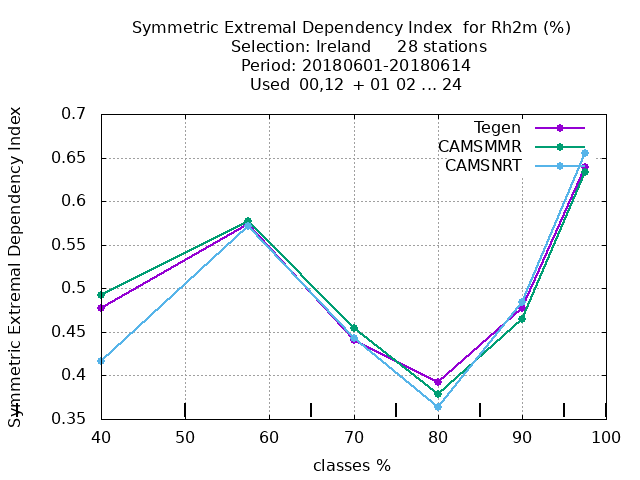 Symmetric Extremal Dependency Index for Rh2m (%)
Selection: Ireland 28 stations
Period: 20180601-20180614
Used 00,12 + 01 02 ... 24
Symmetric Extremal Dependency Index
0.7
0.65
0.6
0.55
0.5
0.45
0.4
0.35
Tegen
CAMSMMR
CAMSNRT
40 50 60 70 80 90 100
classes %